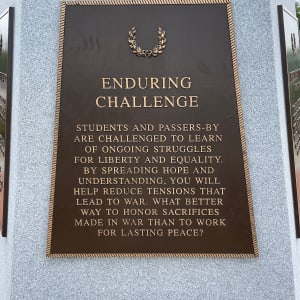 ENDURING
CHALLENGE
STUDENTS AND PASSERS-BY
ARE CHALLENGED TO LEARN
OF ONGOING STRUGGLES
FOR LIBERTY AND EQUALITY.
BY SPREADING HOPE AND
UNDERSTANDING, YOU WILL
HELP REDUCE TENSIONS THAT
LEAD TO WAR. WHAT BETTER
WAY TO HONOR SACRIFICES
MADE IN WAR THAN TO WORK
FOR LASTING PEACE?